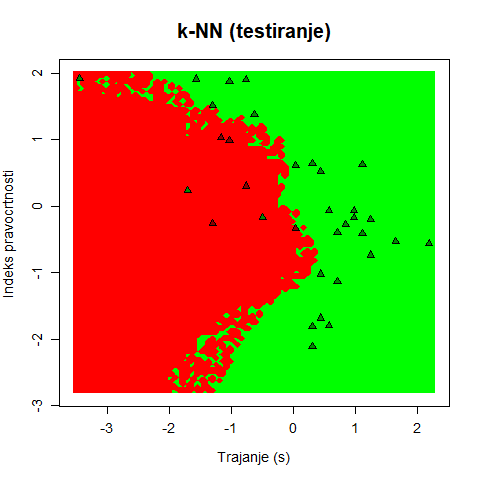 k-NN (testiranje)
Indeks pravocrtnosti
2
1
0
-1
-2
-3
-3 -2 -1 0 1 2
Trajanje (s)